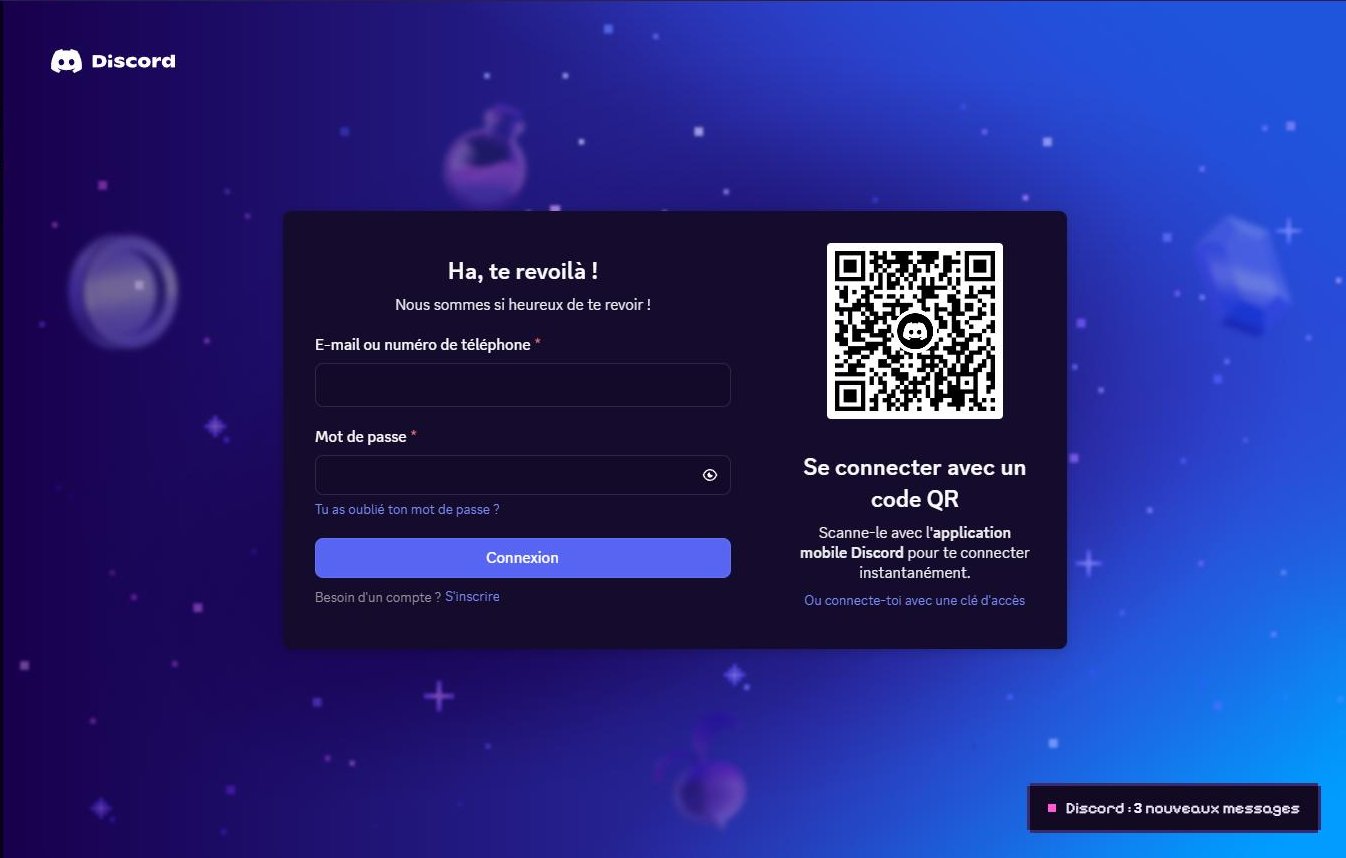 Discord
Ha, te revoilà !
Nous sommes si heureux de te revoir !
E-mail ou numéro de téléphone *
Mot de passe *
Tu as oublié ton mot de passe ?
Connexion
Besoin d'un compte ? S'inscrire
Se connecter avec un
code QR
Scanne-le avec l'application
mobile Discord pour te connecter
instantanément.
Ou connecte-toi avec une clé d'accès
Discord : 3 nouveaux messages